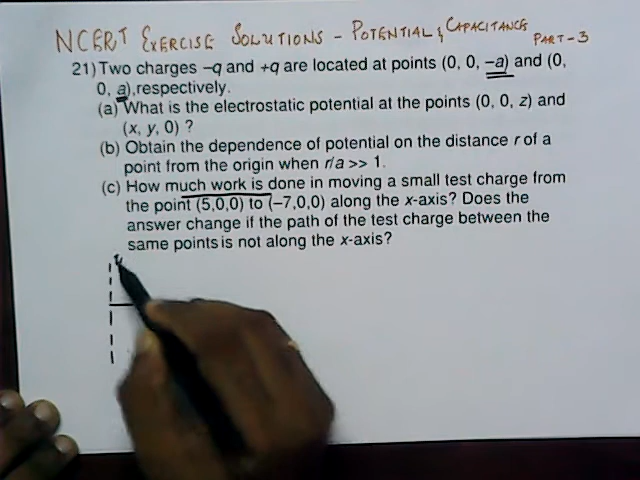 NCERT EXERCISE SOLUTIONS - POTENTIAL & CAPACITANCE
PART-3
21) Two charges –q and +q are located at points (0, 0, –a) and (0,
0, a),respectively.
(a) What is the electrostatic potential at the points (0, 0, z) and
(x, y, 0) ?
(b) Obtain the dependence of potential on the distance r of a
point from the origin when r/a >> 1.
(c) How much work is done in moving a small test charge from
the point (5,0,0) to (–7,0,0) along the x-axis? Does the
answer change if the path of the test charge between the
same points is not along the x-axis?